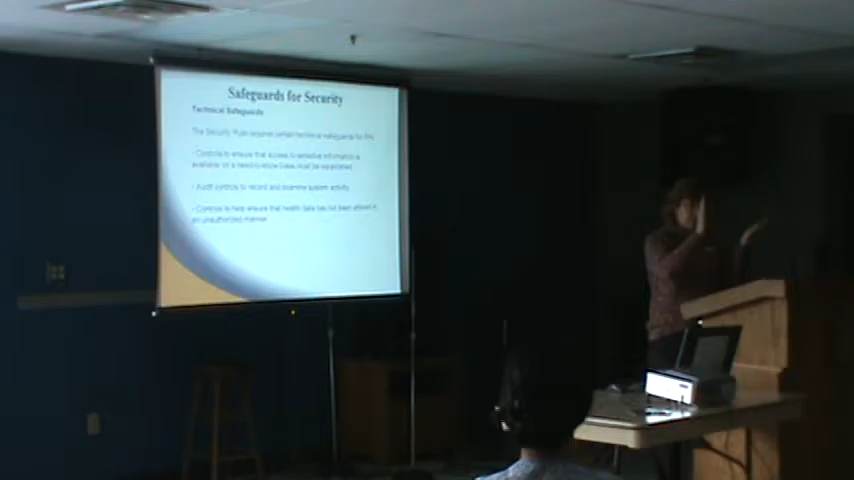 Safeguards for Security
Technical Safeguards
The Security Rule requires certain technical safeguards for
- Controls to ensure that access to sensitive information is
available on a need-to-know basis must be
- Audit controls to record and examine system activity
- Controls to help ensure that health data has not been altered in
an unauthorized manner